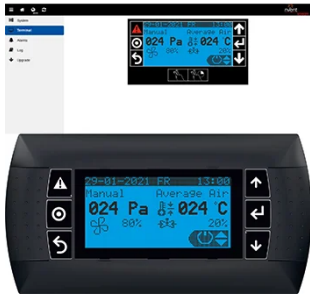 nvent
System
Terminal
Alarms
Log
Upgrade
29-01-2021 FR 13:00
Manual Average Air
024 Pa 024 °C
80% 20%
29-01-2021 FR 13:00
Manual Average Air
024 Pa 024 °C
80% 20%